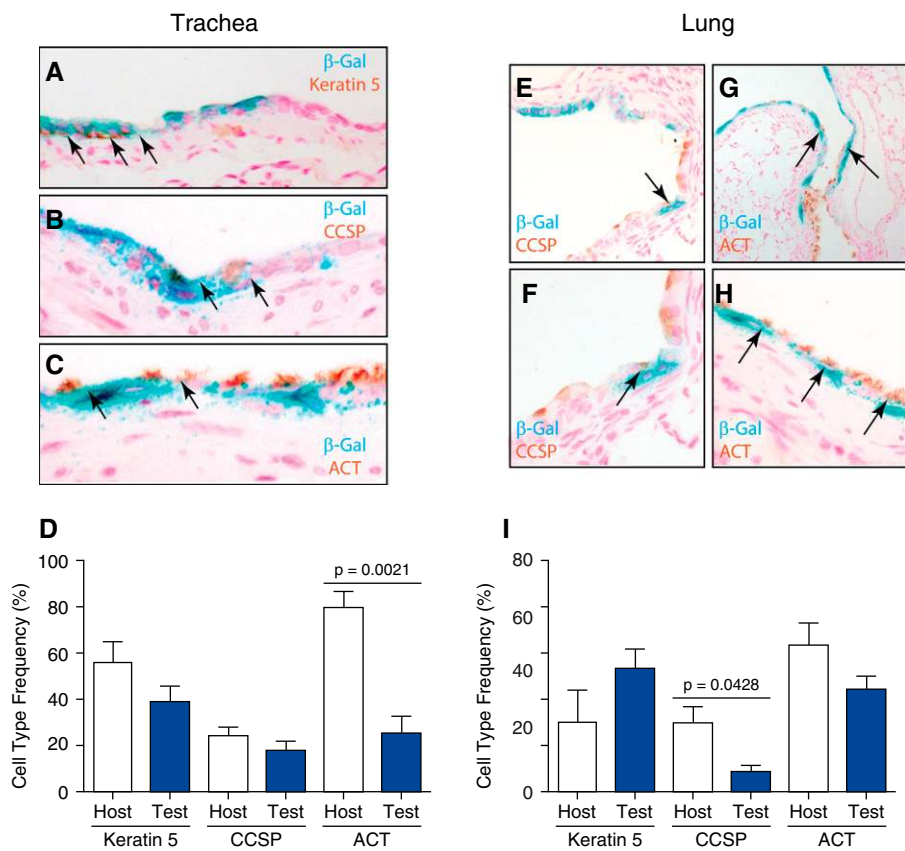 Trachea
Lung
A
β-Gal
Keratin 5
B
β-Gal
CCSP
C
β-Gal
ACT
E
β-Gal
CCSP
G
β-Gal
ACT
F
β-Gal
CCSP
H
β-Gal
ACT
D
Cell Type Frequency (%)
100
80
60
40
20
0
p = 0.0021
Host Test Host Test Host Test
Keratin 5 CCSP ACT
I
Cell Type Frequency (%)
80
60
40
20
0
p = 0.0428
Host Test Host Test Host Test
Keratin 5 CCSP ACT